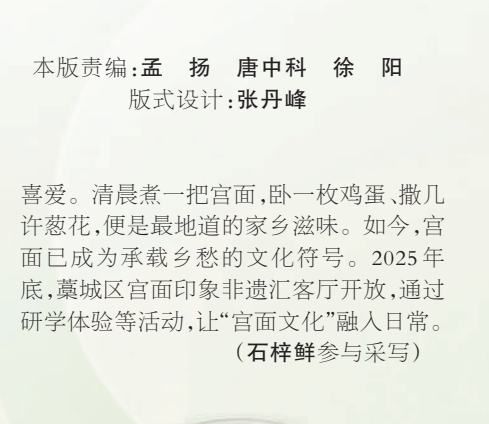 本版责编：孟　扬　唐中科　徐　阳
版式设计：张丹峰
喜爱。清晨煮一把宫面，卧一枚鸡蛋、撒几
许葱花，便是最地道的家乡滋味。如今，宫
面已成为承载乡愁的文化符号。2025年
底，藁城区宫面印象非遗汇客厅开放，通过
研学体验等活动，让“宫面文化”融入日常。
（石梓鲜参与采写）